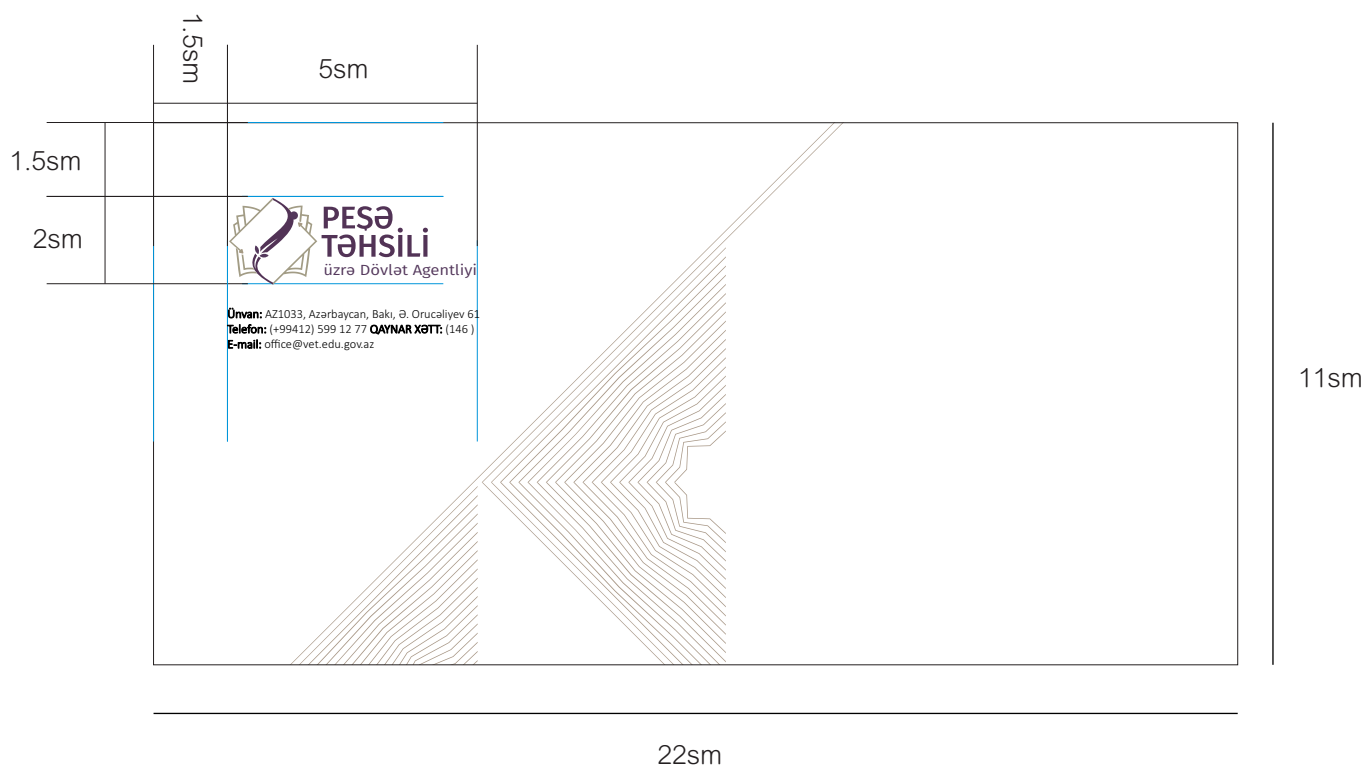 1.5sm
5sm
1.5sm
2sm
PEŞƏ
TƏHSİLİ
üzrə Dövlət Agentliyi
Ünvan: AZ1033, Azərbaycan, Bakı, Ə. Orucəliyev 61
Telefon: (+99412) 599 12 77 QAYNAR XƏTT: (146 )
E-mail: office@vet.edu.gov.az
11sm
22sm